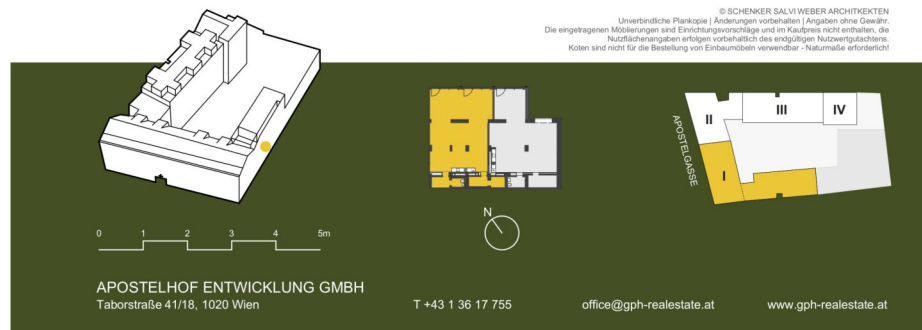 © SCHENKER SALVI WEBER ARCHITKEKTEN
Unverbindliche Plankopie | Änderungen vorbehalten | Angaben ohne Gewähr.
Die eingetragenen Möblierungen sind Einrichtungsvorschläge und im Kaufpreis nicht enthalten, die
Nutzflächenangaben erfolgen vorbehaltlich des endgültigen Nutzwertgutachtens.
Koten sind nicht für die Bestellung von Einbaumöbeln verwendbar - Naturmaße erforderlich!
II
III
IV
APOSTELGASSE
I
N
0 1 2 3 4 5m
APOSTELHOF ENTWICKLUNG GMBH
Taborstraße 41/18, 1020 Wien
T +43 1 36 17 755
office@gph-realestate.at
www.gph-realestate.at